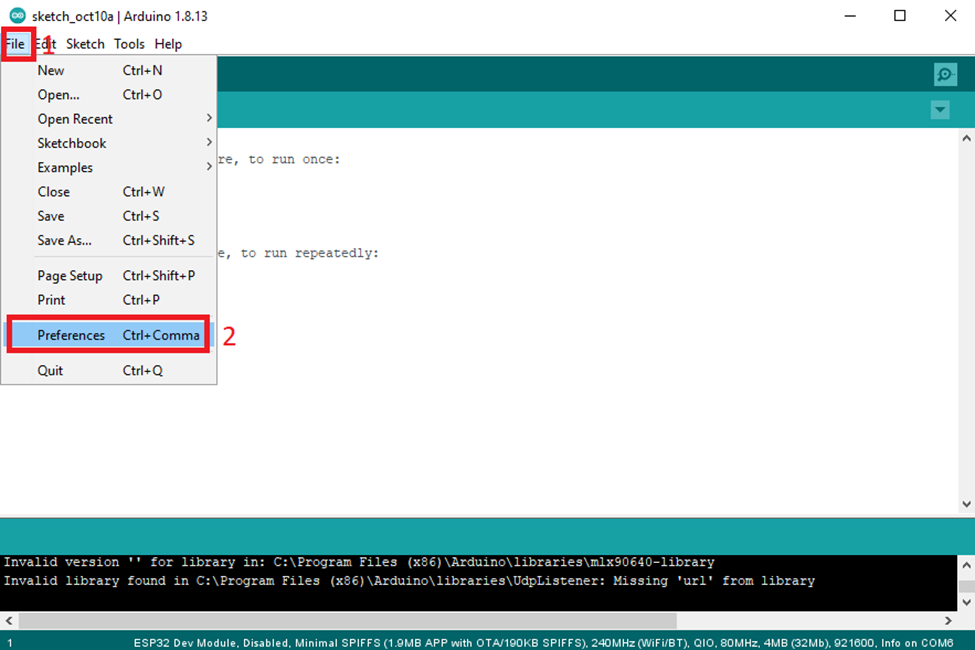 sketch_oct10a | Arduino 1.8.13
File Edit Sketch Tools Help
1
New Ctrl+N
Open... Ctrl+O
Open Recent
Sketchbook
Examples
Close Ctrl+W
Save Ctrl+S
Save As... Ctrl+Shift+S
Page Setup Ctrl+Shift+P
Print Ctrl+P
Preferences Ctrl+Comma
2
Quit Ctrl+Q
re, to run once:
e, to run repeatedly:
Invalid version '' for library in: C:\Program Files (x86)\Arduino\libraries\mlx90640-library
Invalid library found in C:\Program Files (x86)\Arduino\libraries\UdpListener: Missing 'url' from library
1 ESP32 Dev Module, Disabled, Minimal SPIFFS (1.9MB APP with OTA/190KB SPIFFS), 240MHz (WiFi/BT), QIO, 80MHz, 4MB (32Mb), 921600, Info on COM6